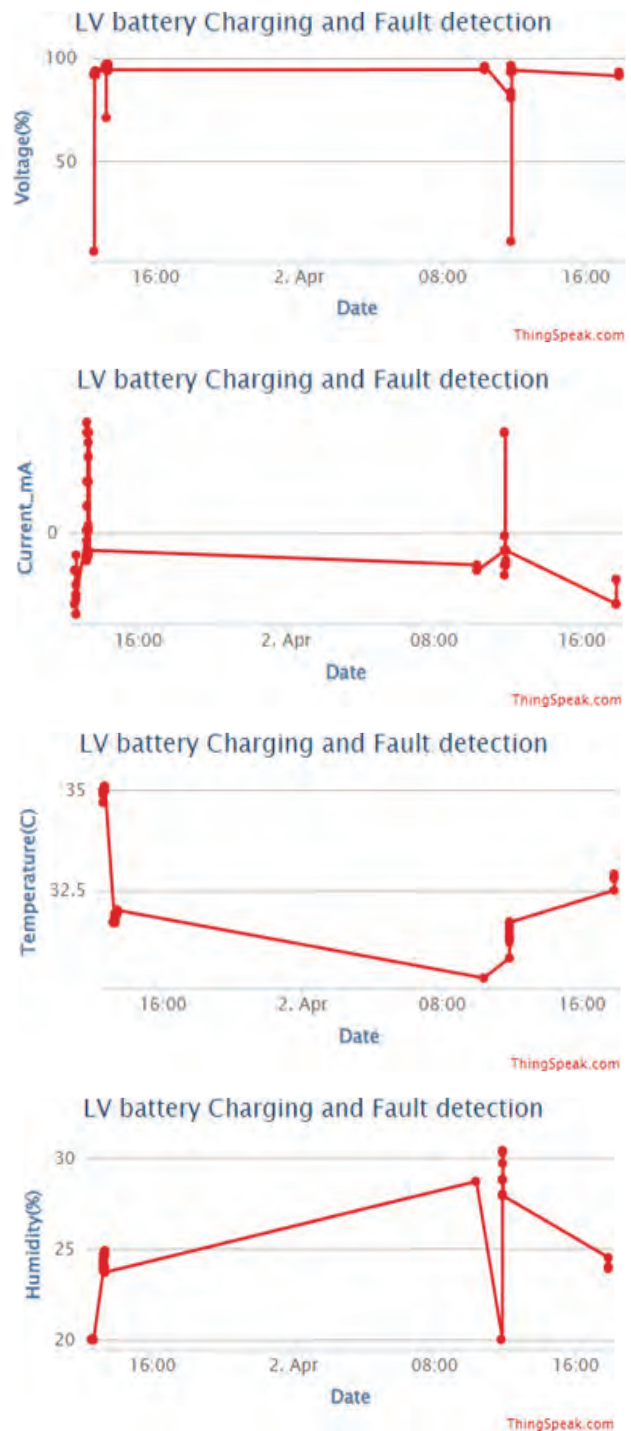 LV battery Charging and Fault detection
100
50
Voltage(%)
16:00 2. Apr 08:00 16:00
Date
ThingSpeak.com
LV battery Charging and Fault detection
0
Current_mA
16:00 2. Apr 08:00 16:00
Date
ThingSpeak.com
LV battery Charging and Fault detection
35
32.5
Temperature(C)
16:00 2. Apr 08:00 16:00
Date
ThingSpeak.com
LV battery Charging and Fault detection
30
25
20
Humidity(%)
16:00 2. Apr 08:00 16:00
Date
ThingSpeak.com